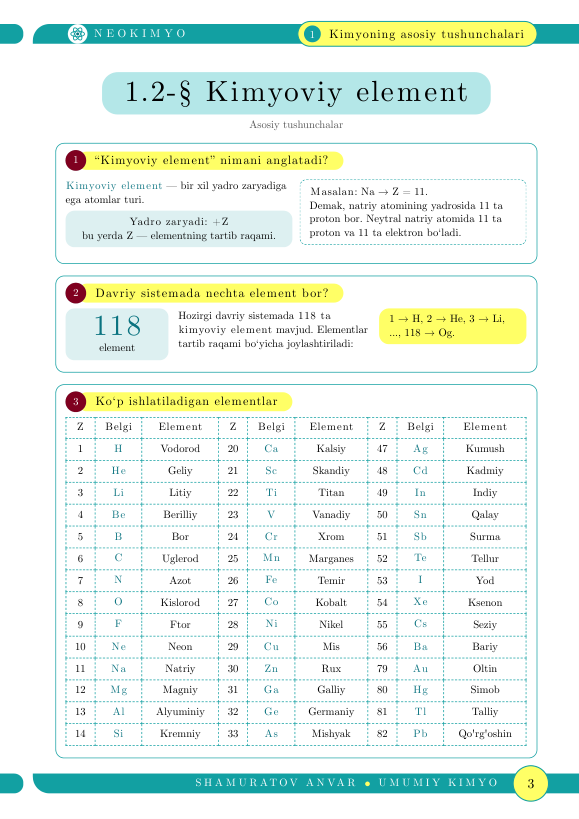 NEOKIMYO
1 Kimyoning asosiy tushunchalari
1.2-§ Kimyoviy element
Asosiy tushunchalar
1 “Kimyoviy element” nimani anglatadi?
Kimyoviy element — bir xil yadro zaryadiga
ega atomlar turi.
Yadro zaryadi: +Z
bu yerda Z — elementning tartib raqami.
Masalan: Na → Z = 11.
Demak, natriy atomining yadrosida 11 ta
proton bor. Neytral natriy atomida 11 ta
proton va 11 ta elektron bo‘ladi.
2 Davriy sistemada nechta element bor?
118
element
Hozirgi davriy sistemada 118 ta
kimyoviy element mavjud. Elementlar
tartib raqami bo‘yicha joylashtiriladi:
1 → H, 2 → He, 3 → Li,
..., 118 → Og.
3 Ko‘p ishlatiladigan elementlar
Z Belgi Element Z Belgi Element Z Belgi Element
1 H Vodorod 20 Ca Kalsiy 47 Ag Kumush
2 He Geliy 21 Sc Skandiy 48 Cd Kadmiy
3 Li Litiy 22 Ti Titan 49 In Indiy
4 Be Berilliy 23 V Vanadiy 50 Sn Qalay
5 B Bor 24 Cr Xrom 51 Sb Surma
6 C Uglerod 25 Mn Marganes 52 Te Tellur
7 N Azot 26 Fe Temir 53 I Yod
8 O Kislorod 27 Co Kobalt 54 Xe Ksenon
9 F Ftor 28 Ni Nikel 55 Cs Seziy
10 Ne Neon 29 Cu Mis 56 Ba Bariy
11 Na Natriy 30 Zn Rux 79 Au Oltin
12 Mg Magniy 31 Ga Galliy 80 Hg Simob
13 Al Alyuminiy 32 Ge Germaniy 81 Tl Talliy
14 Si Kremniy 33 As Mishyak 82 Pb Qo'rg'oshin
SHAMURATOV ANVAR • UMUMIY KIMYO 3